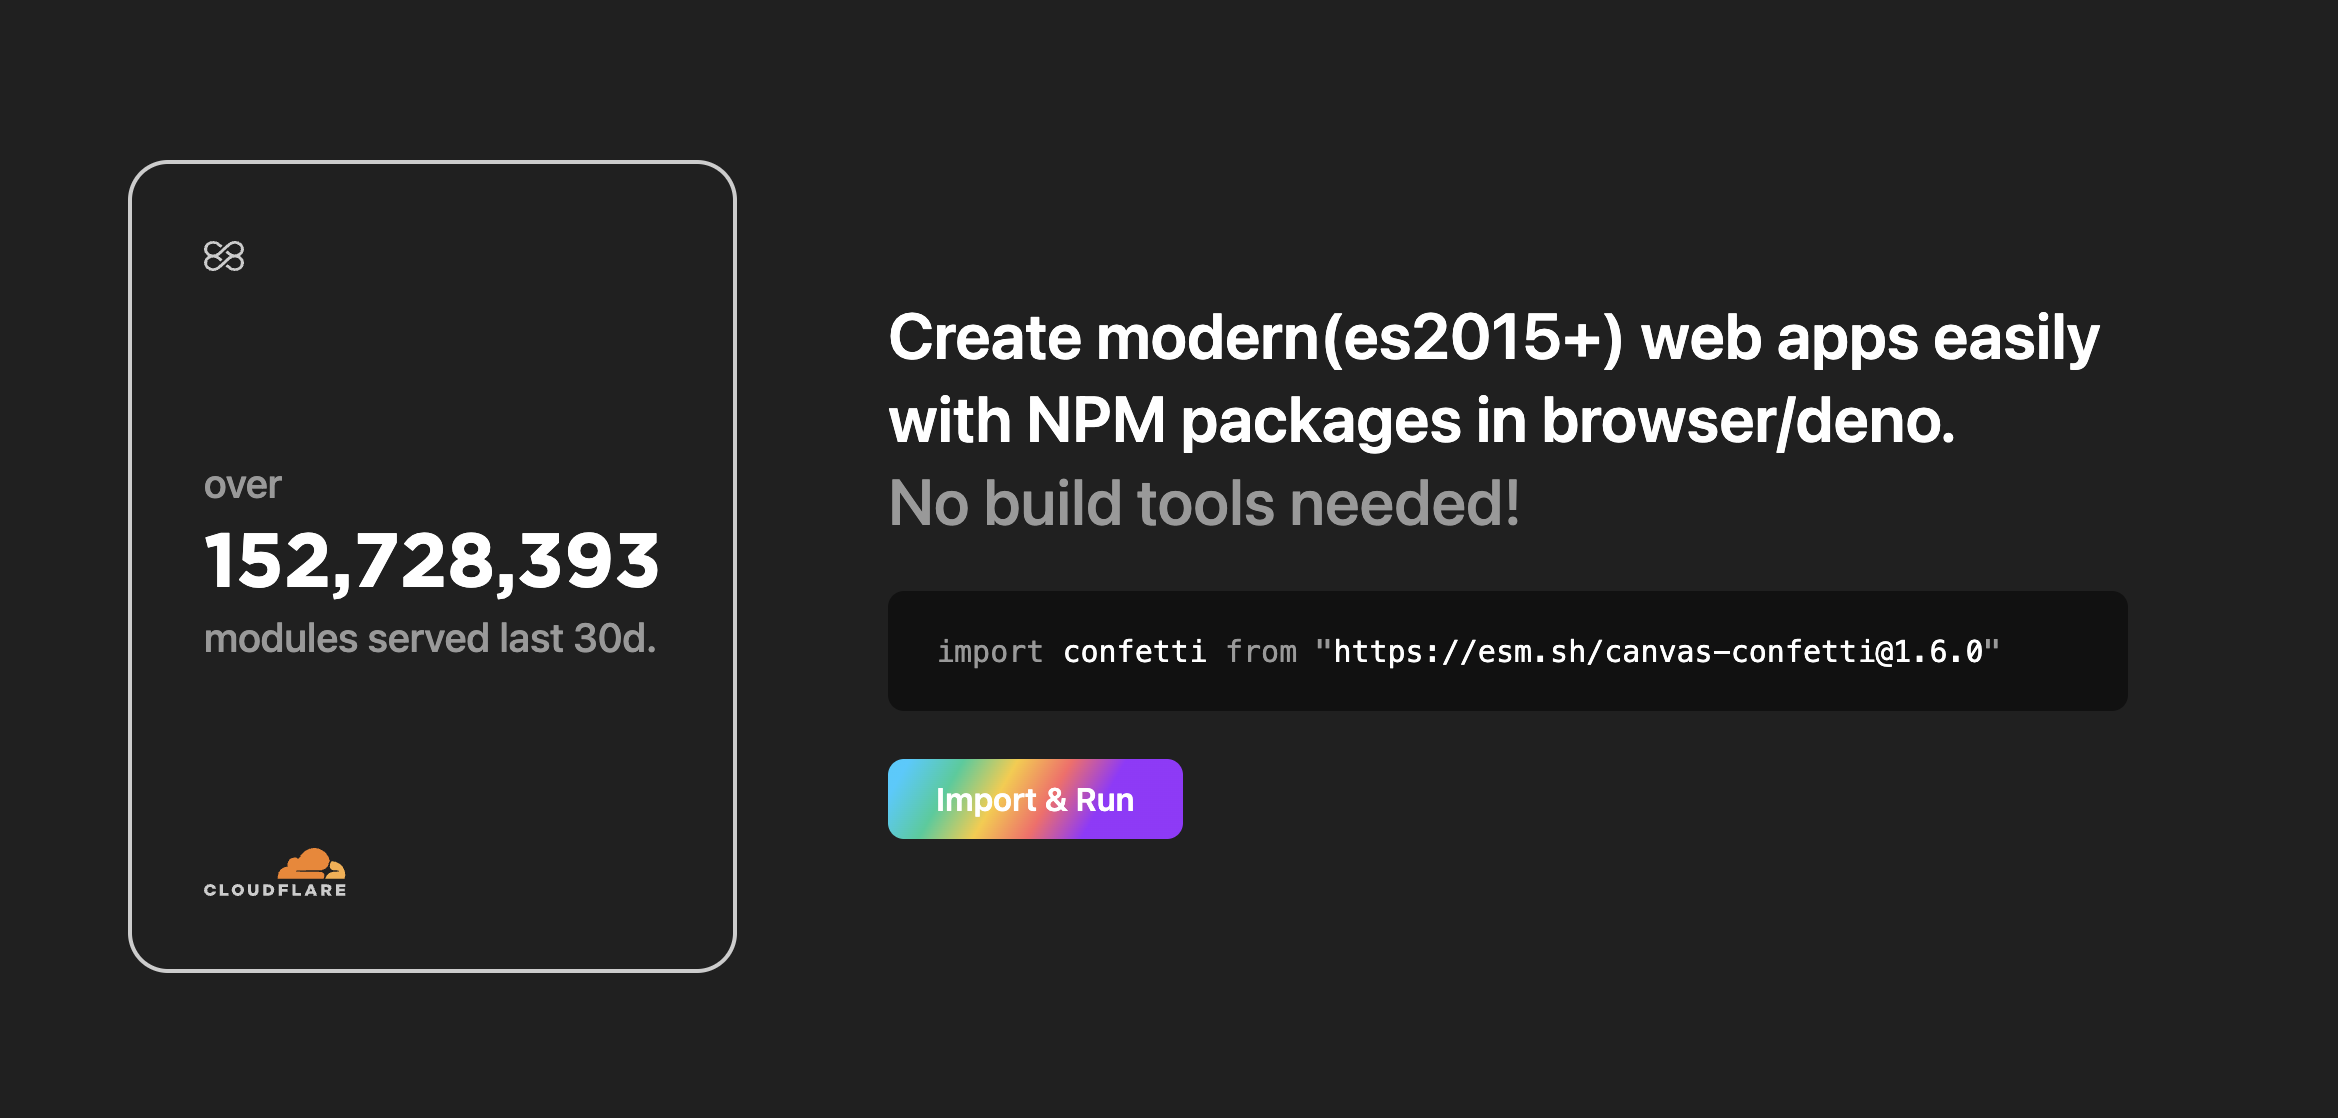 over
152,728,393
modules served last 30d.
CLOUDFLARE
Create modern(es2015+) web apps easily
with NPM packages in browser/deno.
No build tools needed!
import confetti from "https://esm.sh/canvas-confetti@1.6.0"
Import & Run